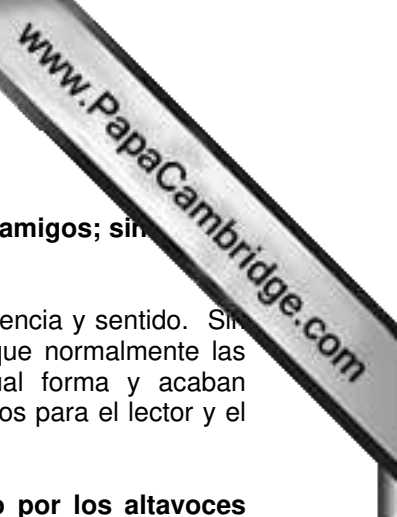 www.PapaCambridge.com
amigos; sin
encia y sentido. Sin
que normalmente las
ual forma y acaban
os para el lector y el
o por los altavoces